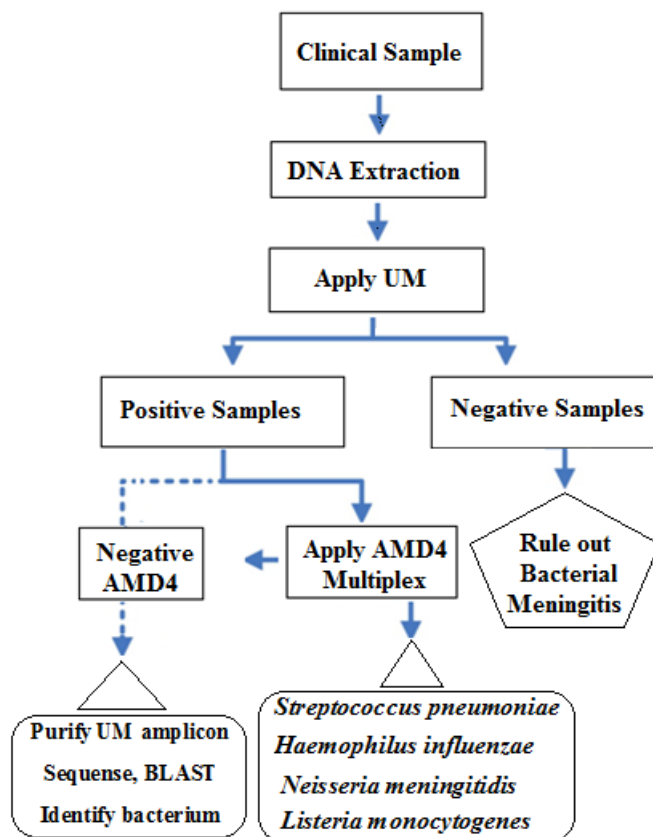 Clinical Sample
DNA Extraction
Apply UM
Positive Samples
Negative Samples
Negative
AMD4
Apply AMD4
Multiplex
Rule out
Bacterial
Meningitis
Purify UM amplicon
Sequense, BLAST
Identify bacterium
Streptococcus pneumoniae
Haemophilus influenzae
Neisseria meningitidis
Listeria monocytogenes